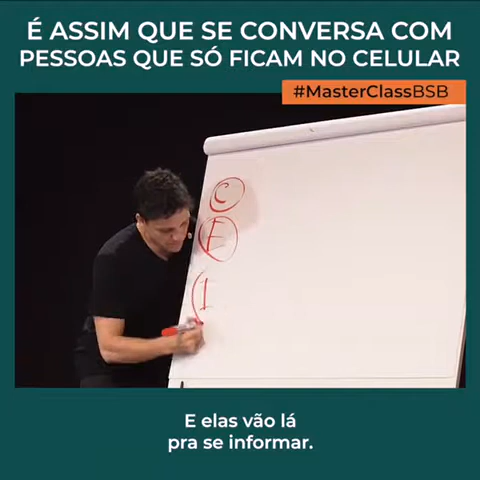 É ASSIM QUE SE CONVERSA COM
PESSOAS QUE SÓ FICAM NO CELULAR
#MasterClassBSB
C
E
I
E elas vão lá
pra se informar.